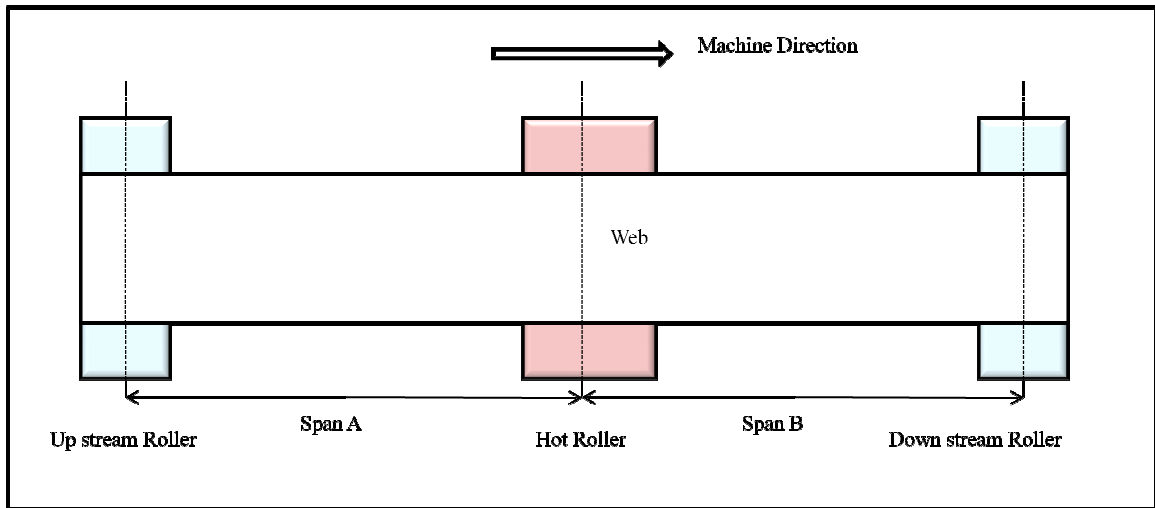 Machine Direction
Web
Span A
Span B
Up stream Roller
Hot Roller
Down stream Roller